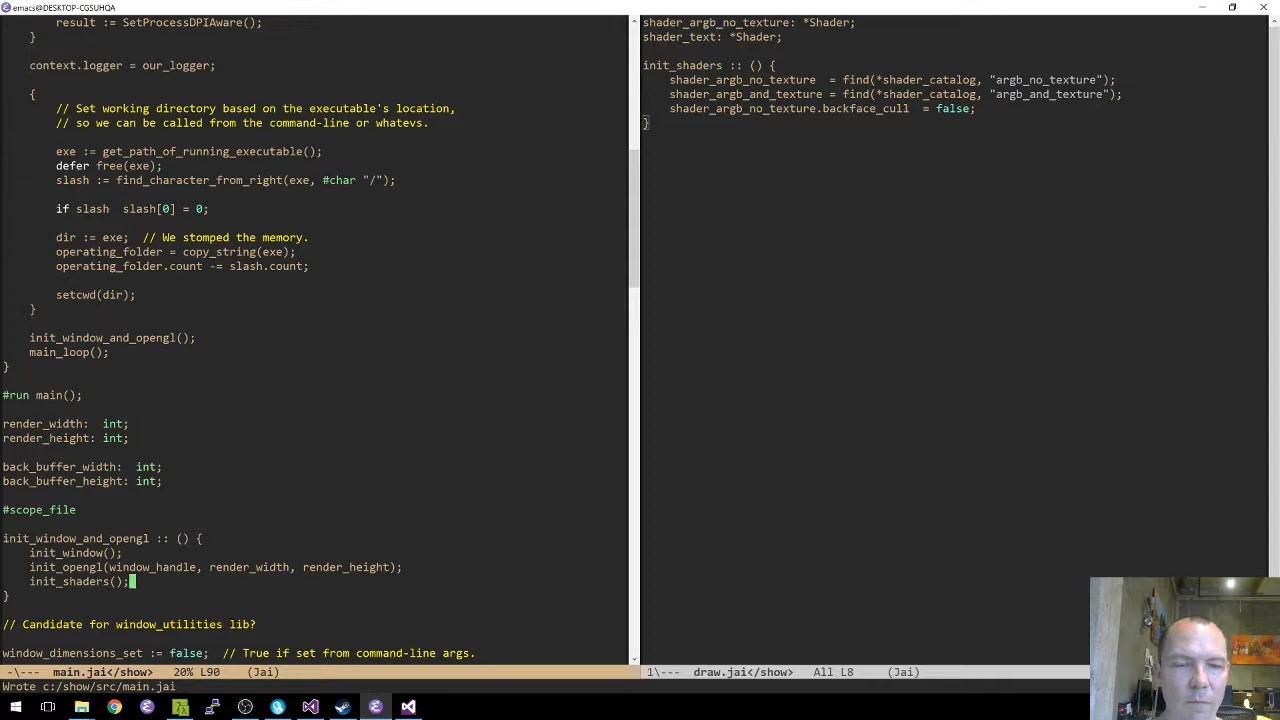 emacs@DESKTOP-CGSUHQA
result := SetProcessDPIAware();
}
context.logger = our_logger;
{
// Set working directory based on the executable's location,
// so we can be called from the command-line or whatevs.
exe := get_path_of_running_executable();
defer free(exe);
slash := find_character_from_right(exe, #char "/");
if slash  slash[0] = 0;
dir := exe;  // We stomped the memory.
operating_folder = copy_string(exe);
operating_folder.count -= slash.count;
setcwd(dir);
}
init_window_and_opengl();
main_loop();
}
#run main();
render_width:  int;
render_height: int;
back_buffer_width:  int;
back_buffer_height: int;
#scope_file
init_window_and_opengl :: () {
init_window();
init_opengl(window_handle, render_width, render_height);
init_shaders();
}
// Candidate for window_utilities lib?
window_dimensions_set := false;  // True if set from command-line args.
-\---  main.jai</show>  20% L90  (Jai)
Wrote c:/show/src/main.jai
shader_argb_no_texture: *Shader;
shader_text: *Shader;
init_shaders :: () {
shader_argb_no_texture  = find(*shader_catalog, "argb_no_texture");
shader_argb_and_texture = find(*shader_catalog, "argb_and_texture");
shader_argb_no_texture.backface_cull  = false;
}
1\---  draw.jai</show>  All L8  (Jai)